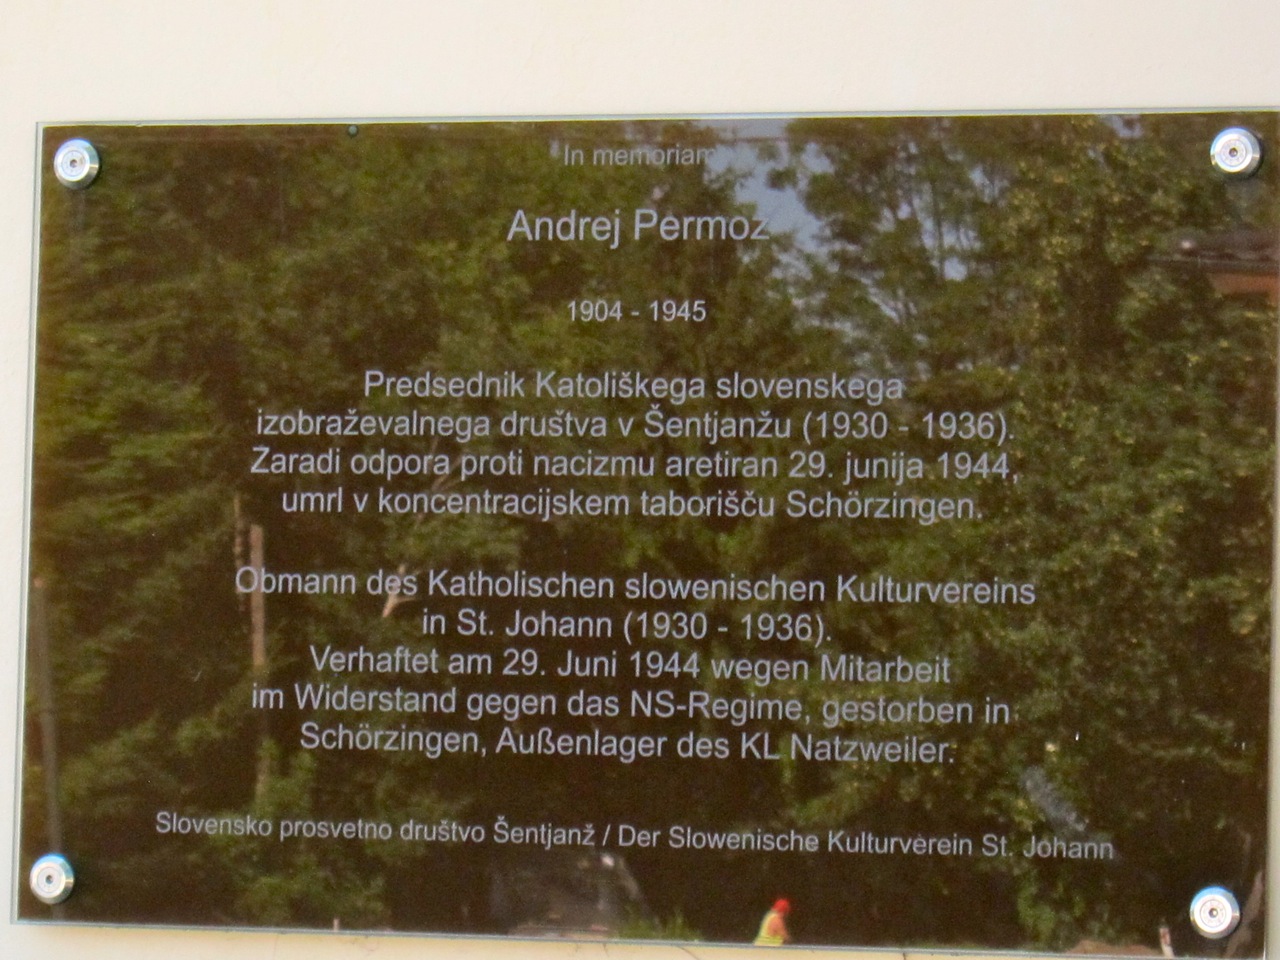 In memoriam
Andrej Permoz
1904 - 1945
Predsednik Katoliškega slovenskega
izobraževalnega društva v Šentjanžu (1930 - 1936).
Zaradi odpora proti nacizmu aretiran 29. junija 1944,
umrl v koncentracijskem taborišču Schörzingen.
Obmann des Katholischen slowenischen Kulturvereins
in St. Johann (1930 - 1936).
Verhaftet am 29. Juni 1944 wegen Mitarbeit
im Widerstand gegen das NS-Regime, gestorben in
Schörzingen, Außenlager des KL Natzweiler.
Slovensko prosvetno društvo Šentjanž / Der Slowenische Kulturverein St. Johann